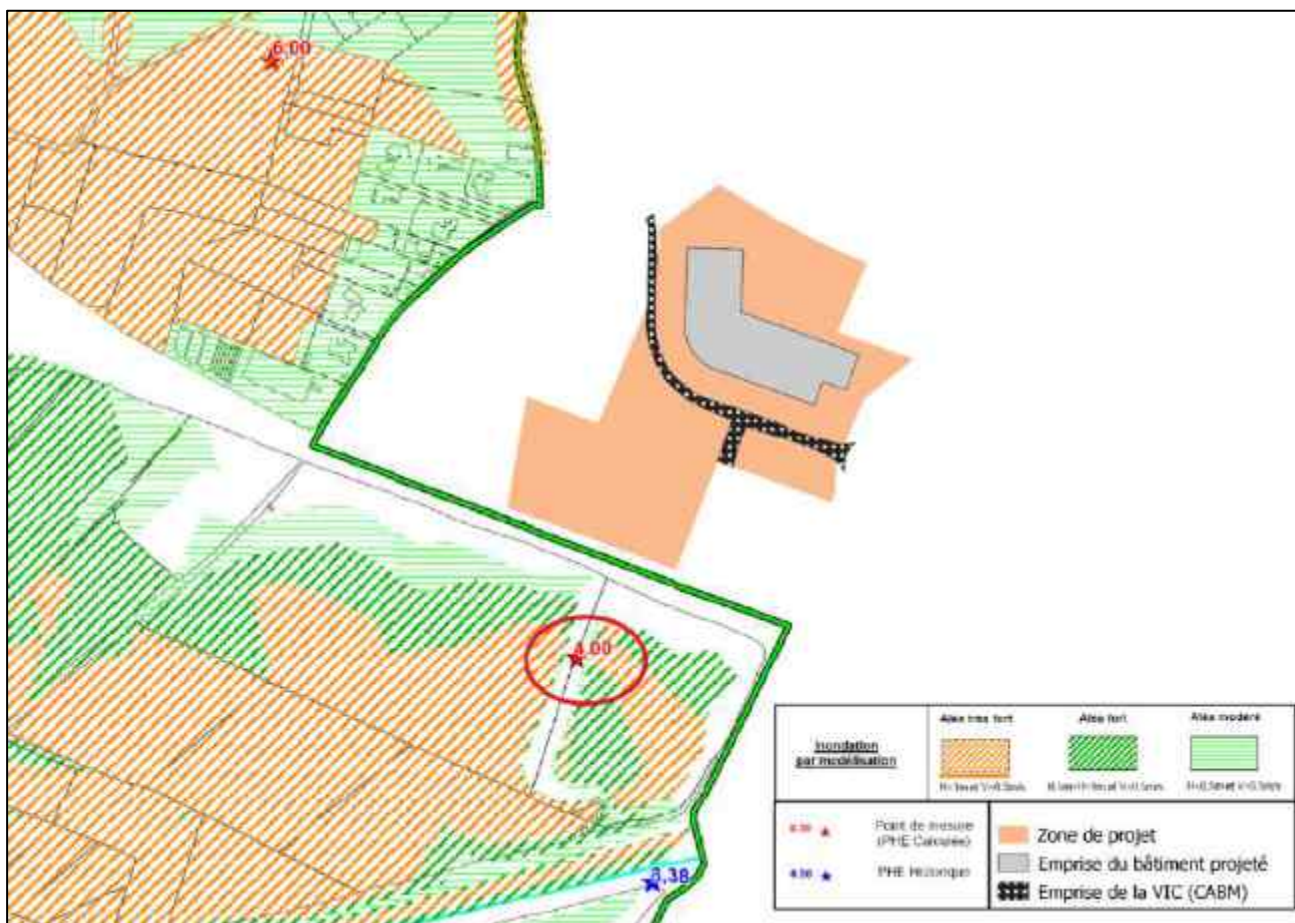 6,00
4,00
3,38
Inondation
par modélisation
Aléa très fort
Aléa fort
Aléa modéré
Point de mesure
(PHE Calculée)
PHE Historique
Zone de projet
Emprise du bâtiment projeté
Emprise de la VIC (CABM)